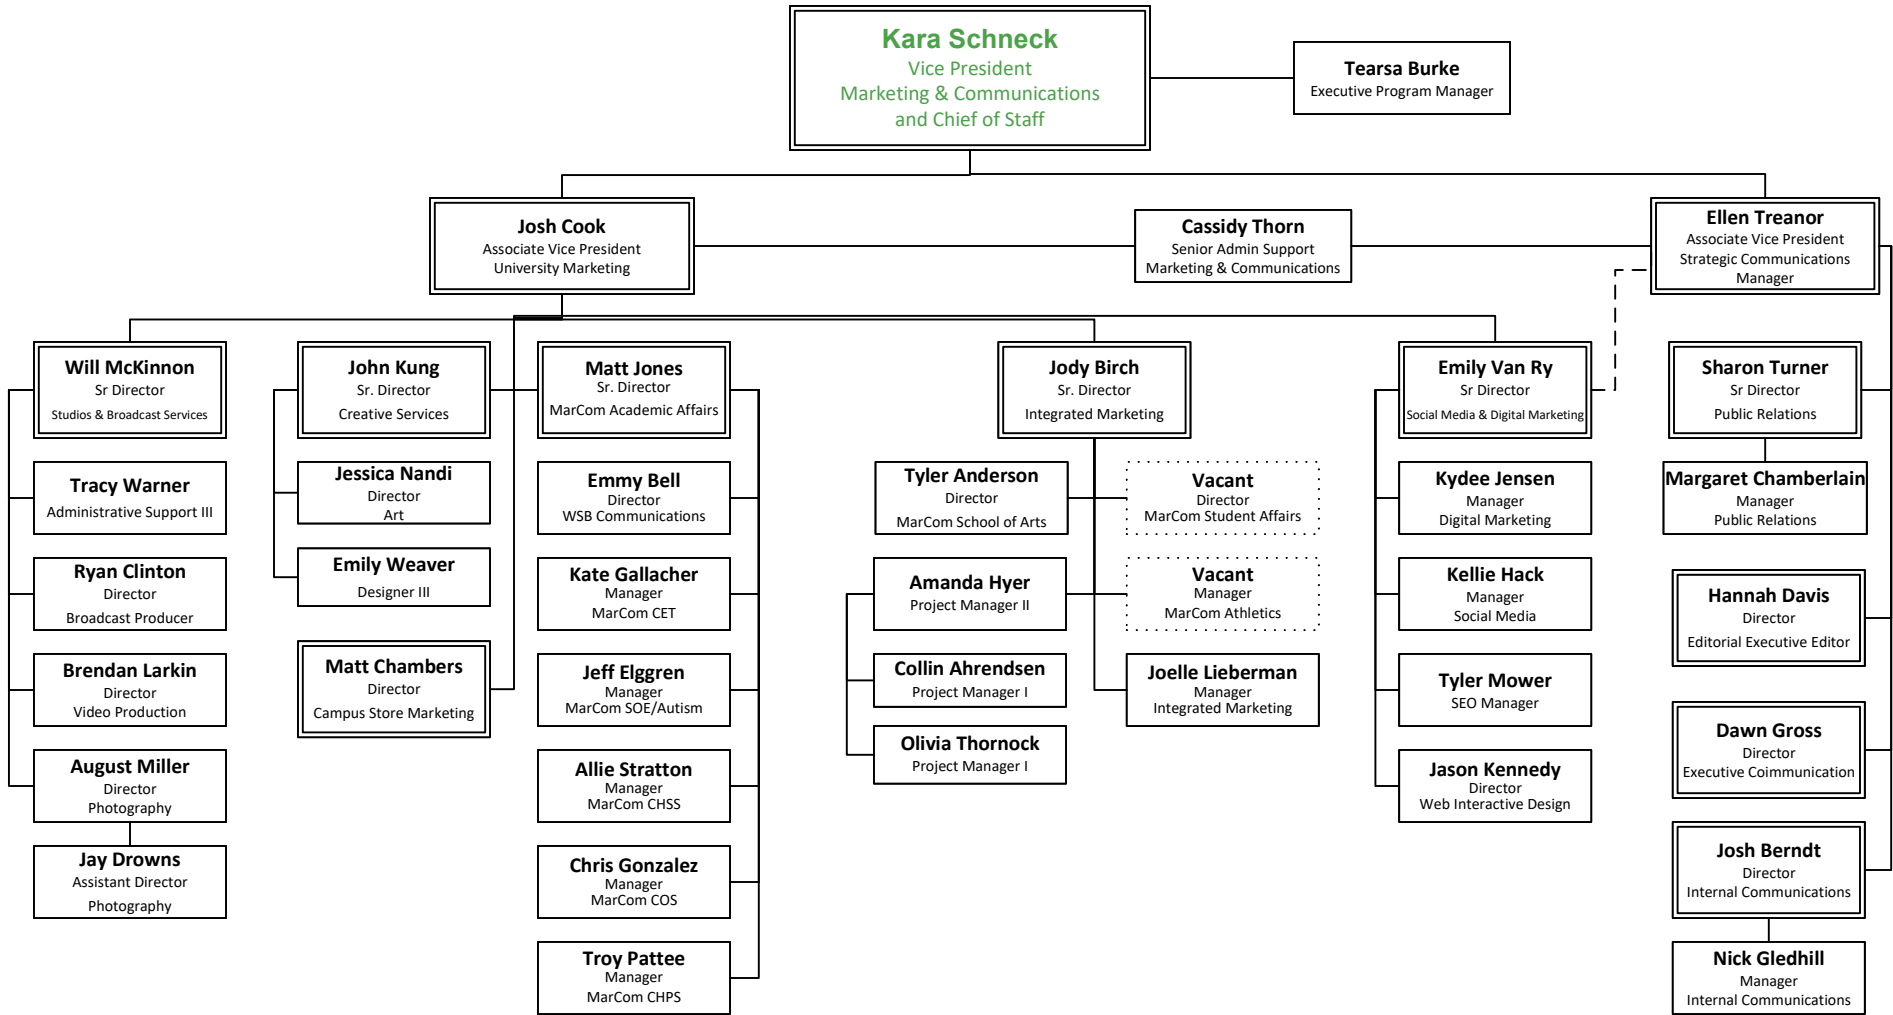 Kara Schneck
Vice President
Marketing & Communications
and Chief of Staff
Tearsa Burke
Executive Program Manager
Josh Cook
Associate Vice President
University Marketing
Cassidy Thorn
Senior Admin Support
Marketing & Communications
Ellen Treanor
Associate Vice President
Strategic Communications
Manager
Will McKinnon
Sr Director
Studios & Broadcast Services
Tracy Warner
Administrative Support III
Ryan Clinton
Director
Broadcast Producer
Brendan Larkin
Director
Video Production
August Miller
Director
Photography
Jay Drowns
Assistant Director
Photography
John Kung
Sr. Director
Creative Services
Jessica Nandi
Director
Art
Emily Weaver
Designer III
Matt Chambers
Director
Campus Store Marketing
Matt Jones
Sr. Director
MarCom Academic Affairs
Emmy Bell
Director
WSB Communications
Kate Gallacher
Manager
MarCom CET
Jeff Elggren
Manager
MarCom SOE/Autism
Allie Stratton
Manager
MarCom CHSS
Chris Gonzalez
Manager
MarCom COS
Troy Pattee
Manager
MarCom CHPS
Jody Birch
Sr. Director
Integrated Marketing
Tyler Anderson
Director
MarCom School of Arts
Amanda Hyer
Project Manager II
Collin Ahrendsen
Project Manager I
Olivia Thornock
Project Manager I
Vacant
Director
MarCom Student Affairs
Vacant
Manager
MarCom Athletics
Joelle Lieberman
Manager
Integrated Marketing
Emily Van Ry
Sr Director
Social Media & Digital Marketing
Kydee Jensen
Manager
Digital Marketing
Kellie Hack
Manager
Social Media
Tyler Mower
SEO Manager
Jason Kennedy
Director
Web Interactive Design
Sharon Turner
Sr Director
Public Relations
Margaret Chamberlain
Manager
Public Relations
Hannah Davis
Director
Editorial Executive Editor
Dawn Gross
Director
Executive Coimmunication
Josh Berndt
Director
Internal Communications
Nick Gledhill
Manager
Internal Communications